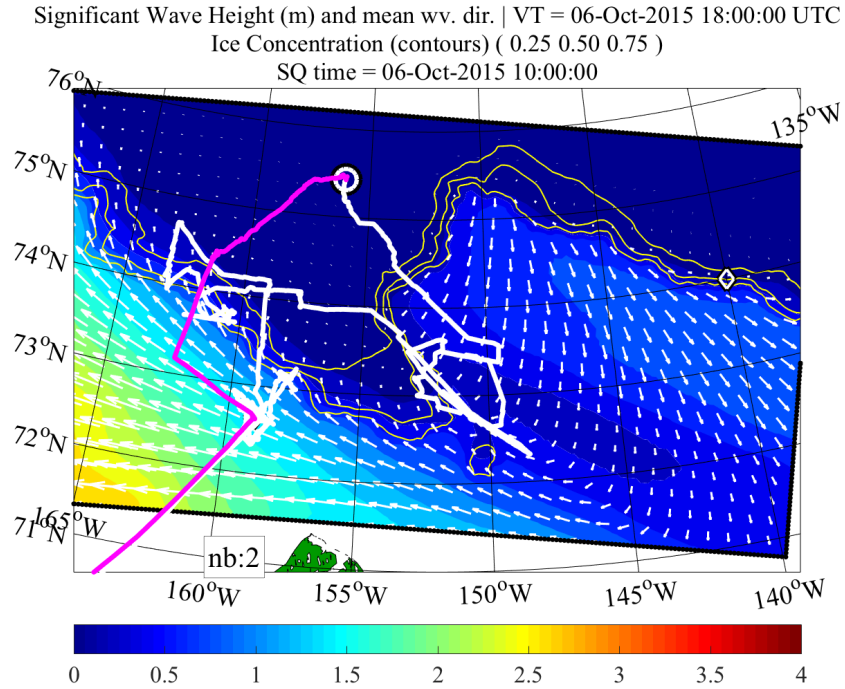 Significant Wave Height (m) and mean wv. dir. | VT = 06-Oct-2015 18:00:00 UTC
Ice Concentration (contours) ( 0.25 0.50 0.75 )
SQ time = 06-Oct-2015 10:00:00
76°N
135°W
75°N
74°N
73°N
72°N
71°N
165°W
nb:2
160°W
155°W
150°W
145°W
140°W
0 0.5 1 1.5 2 2.5 3 3.5 4